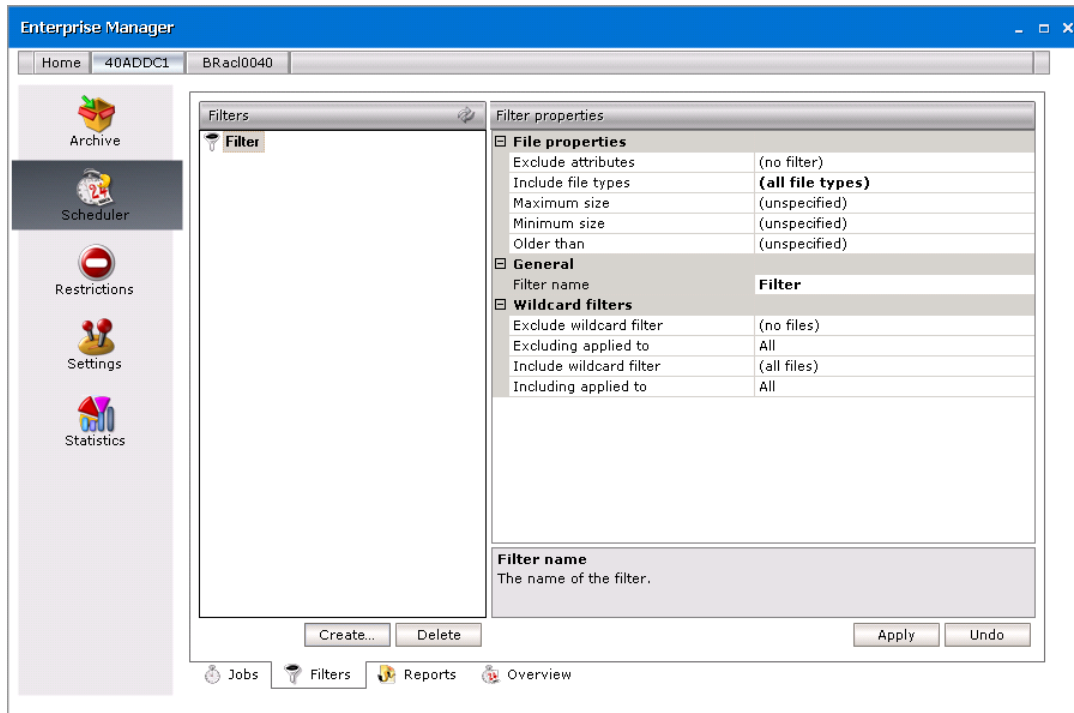 Enterprise Manager
Home 40ADDC1 BRacl0040
Archive
Scheduler
Restrictions
Settings
Statistics
Filters
Filter
Filter properties
File properties
Exclude attributes (no filter)
Include file types (all file types)
Maximum size (unspecified)
Minimum size (unspecified)
Older than (unspecified)
General
Filter name Filter
Wildcard filters
Exclude wildcard filter (no files)
Excluding applied to All
Include wildcard filter (all files)
Including applied to All
Filter name
The name of the filter.
Create... Delete Apply Undo
Jobs Filters Reports Overview